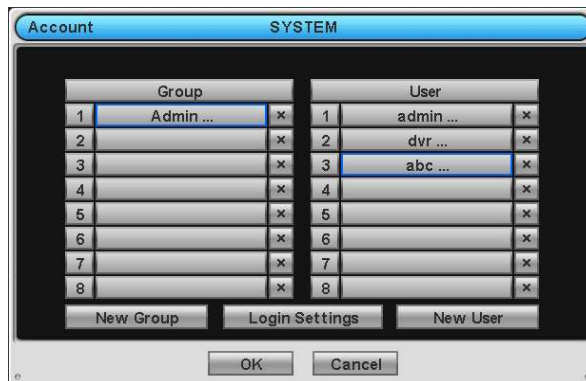 Account SYSTEM
Group User
1 Admin ... × 1 admin ... ×
2 × 2 dvr ... ×
3 × 3 abc ... ×
4 × 4 ×
5 × 5 ×
6 × 6 ×
7 × 7 ×
8 × 8 ×
New Group Login Settings New User
OK Cancel